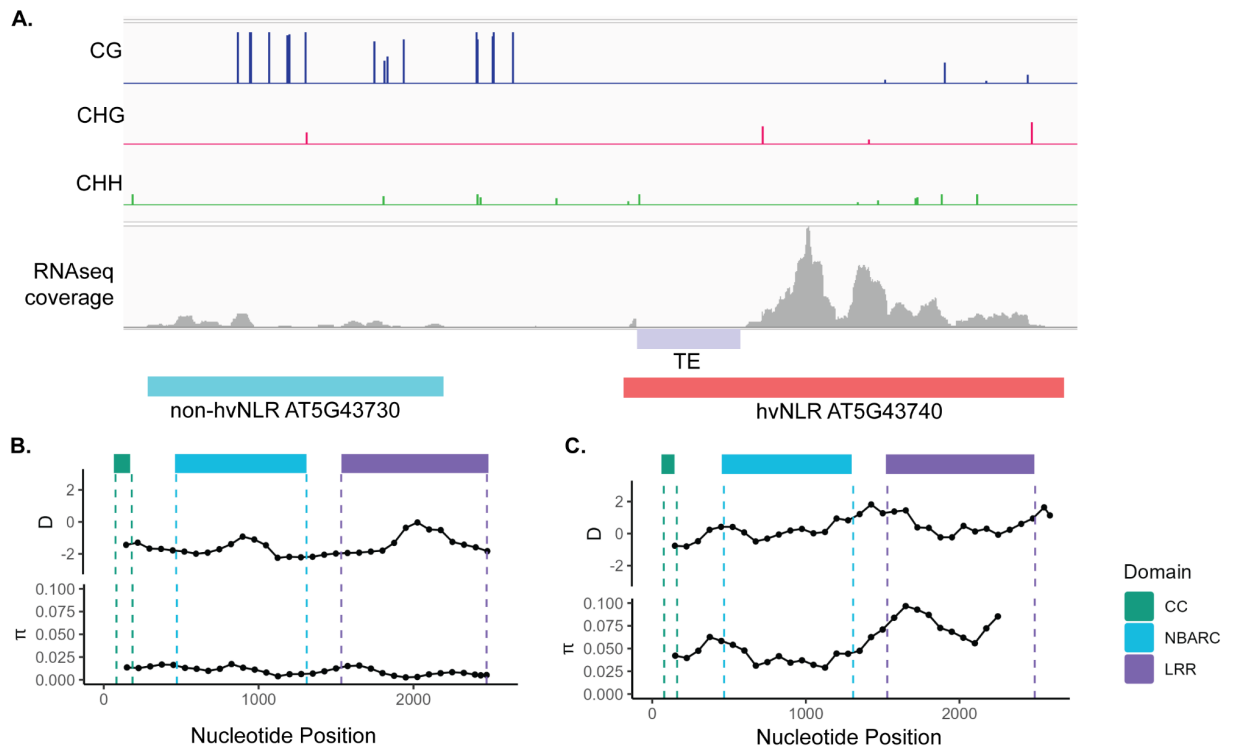 A.
CG
CHG
CHH
RNAseq
coverage
TE
non-hvNLR AT5G43730
hvNLR AT5G43740
B.
D
2
0
-2
π
0.100
0.075
0.050
0.025
0.000
0
1000
2000
Nucleotide Position
C.
D
2
0
-2
π
0.100
0.075
0.050
0.025
0.000
0
1000
2000
Nucleotide Position
Domain
CC
NBARC
LRR